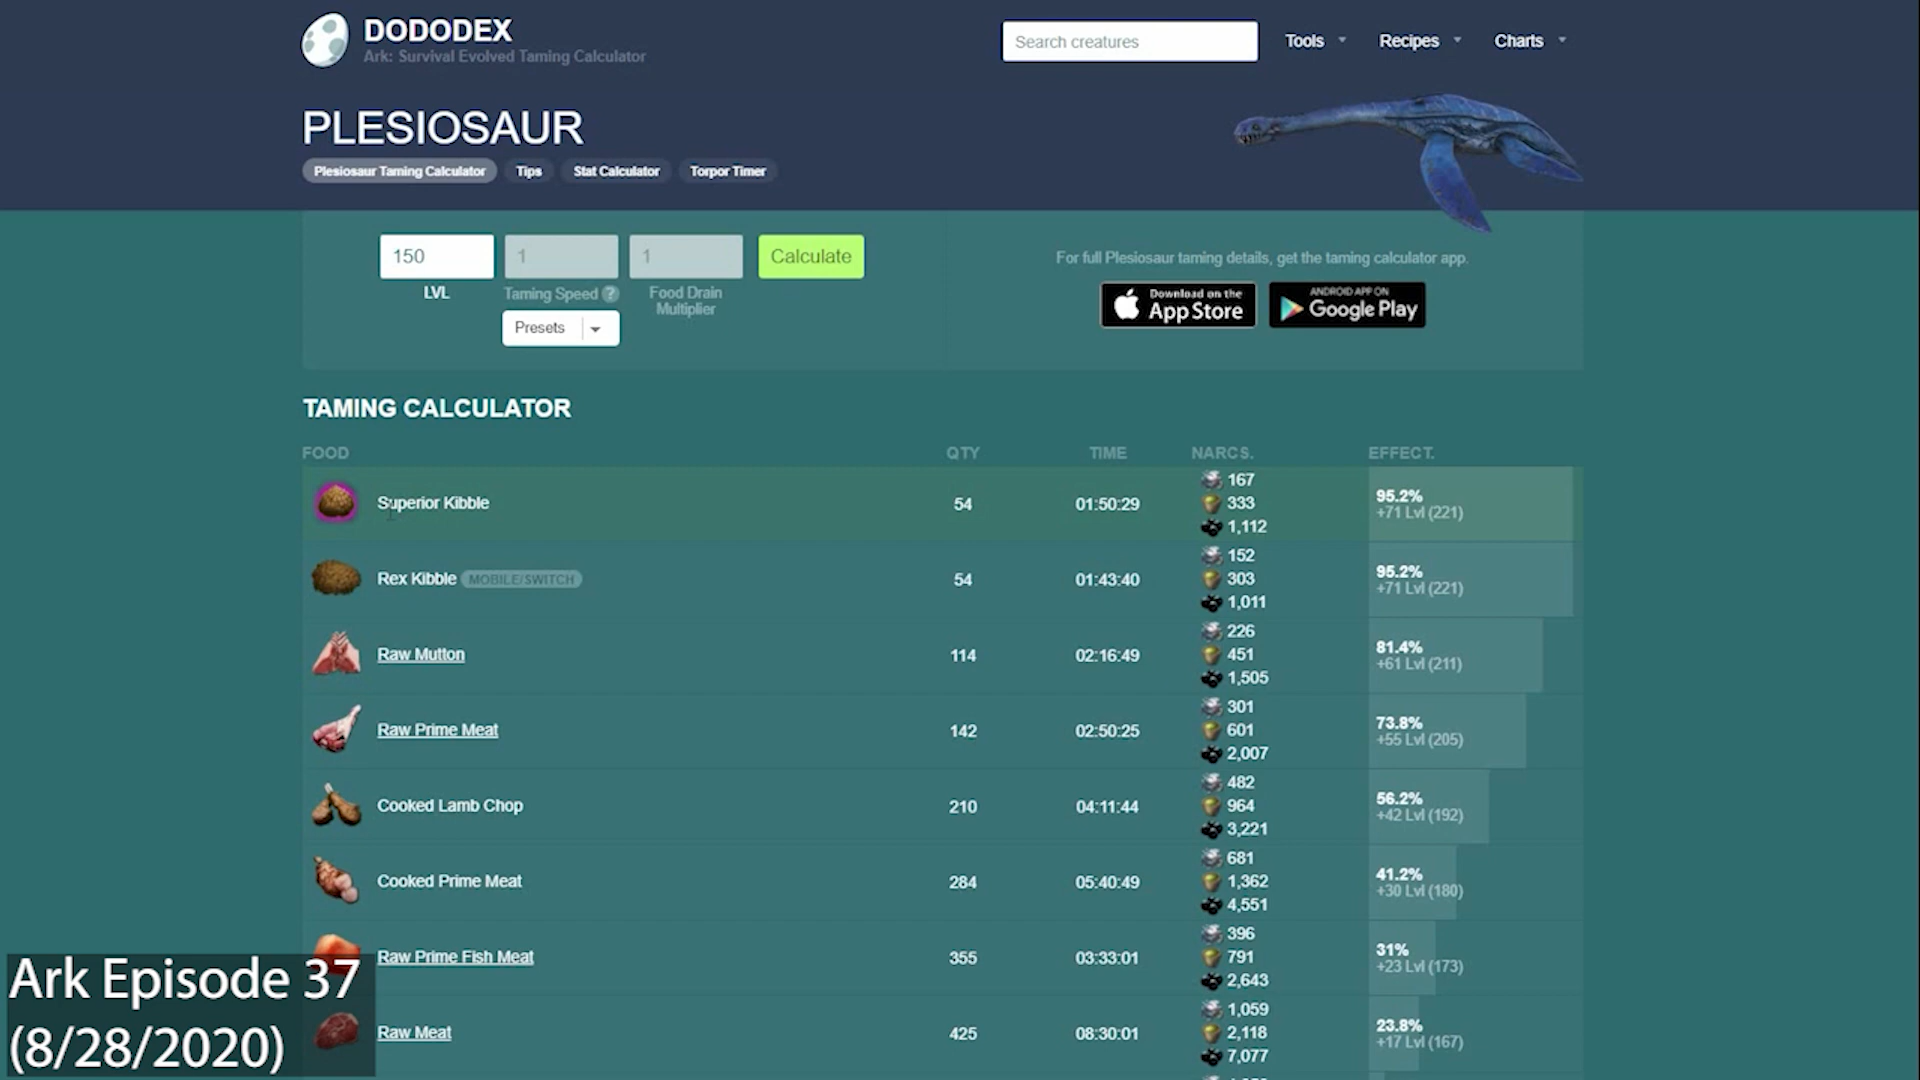 DODODEX
Ark: Survival Evolved Taming Calculator
Search creatures
Tools
Recipes
Charts
PLESIOSAUR
Plesiosaur Taming Calculator
Tips
Stat Calculator
Torpor Timer
150
1
1
Calculate
LVL
Taming Speed ?
Food Drain
Multiplier
Presets
For full Plesiosaur taming details, get the taming calculator app.
Download on the
App Store
ANDROID APP ON
Google Play
TAMING CALCULATOR
FOOD QTY TIME NARCS. EFFECT.
Superior Kibble 54 01:50:29
167
333
1,112
95.2%
+71 Lvl (221)
Rex Kibble MOBILE/SWITCH 54 01:43:40
152
303
1,011
95.2%
+71 Lvl (221)
Raw Mutton 114 02:16:49
226
451
1,505
81.4%
+61 Lvl (211)
Raw Prime Meat 142 02:50:25
301
601
2,007
73.8%
+55 Lvl (205)
Cooked Lamb Chop 210 04:11:44
482
964
3,221
56.2%
+42 Lvl (192)
Cooked Prime Meat 284 05:40:49
681
1,362
4,551
41.2%
+30 Lvl (180)
Raw Prime Fish Meat 355 03:33:01
396
791
2,643
31%
+23 Lvl (173)
Raw Meat 425 08:30:01
1,059
2,118
7,077
23.8%
+17 Lvl (167)
Ark Episode 37
(8/28/2020)